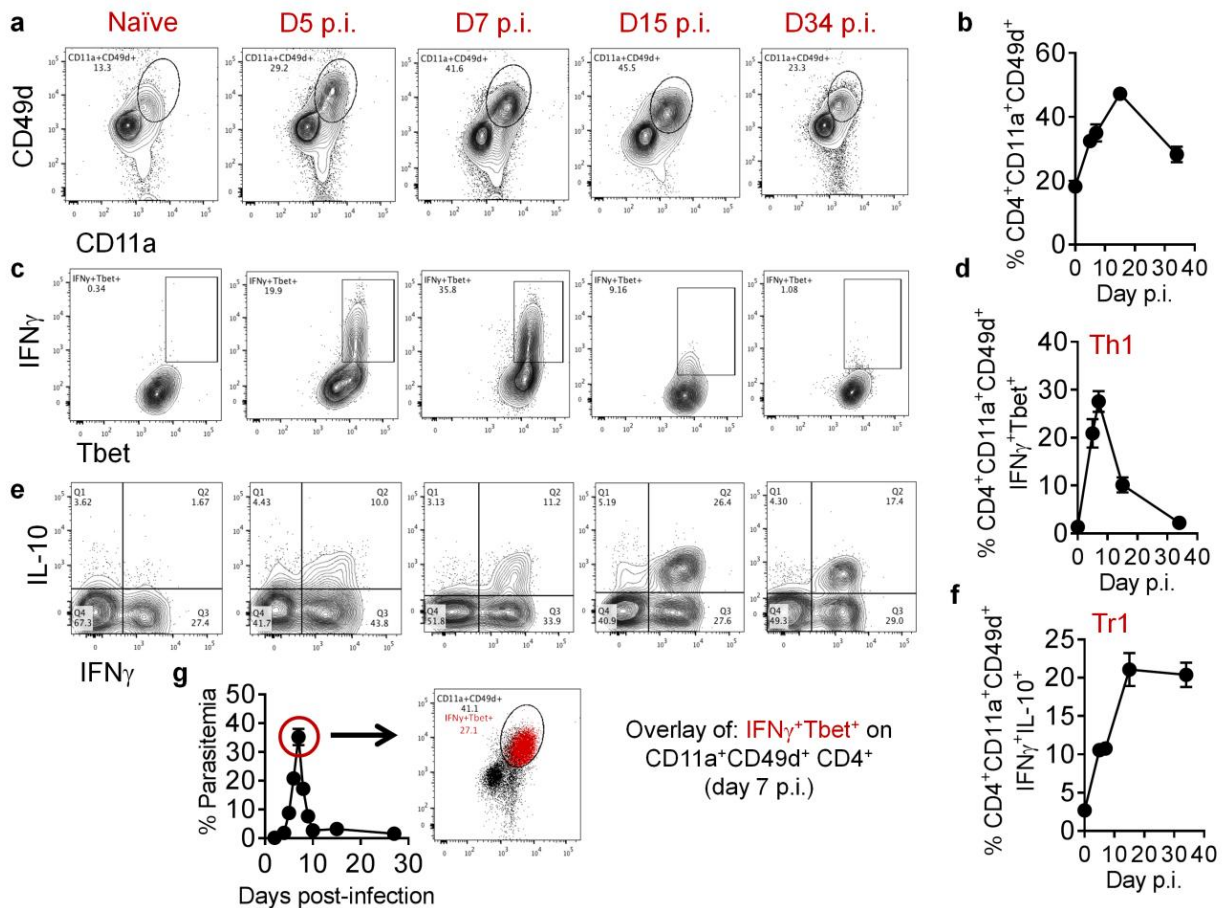 a Naïve D5 p.i. D7 p.i. D15 p.i. D34 p.i.
CD11a+CD49d+ 13.3
CD11a+CD49d+ 29.2
CD11a+CD49d+ 41.6
CD11a+CD49d+ 45.5
CD11a+CD49d+ 23.3
CD49d
CD11a
b
% CD4⁺CD11a⁺CD49d⁺
60
40
20
0
0 10 20 30 40
Day p.i.
c
IFNγ+Tbet+ 0.34
IFNγ+Tbet+ 19.9
IFNγ+Tbet+ 35.8
IFNγ+Tbet+ 9.16
IFNγ+Tbet+ 1.08
IFNγ
Tbet
d
Th1
% CD4⁺CD11a⁺CD49d⁺
IFNγ⁺Tbet⁺
40
30
20
10
0
0 10 20 30 40
Day p.i.
e
Q1 3.62 Q2 1.67 Q4 67.3 Q3 27.4
Q1 4.43 Q2 10.0 Q4 41.7 Q3 43.8
Q1 3.13 Q2 11.2 Q4 51.8 Q3 33.9
Q1 5.19 Q2 26.4 Q4 40.9 Q3 27.6
Q1 4.30 Q2 17.4 Q4 49.3 Q3 29.0
IL-10
IFNγ
f
Tr1
% CD4⁺CD11a⁺CD49d⁺
IFNγ⁺IL-10⁺
25
20
15
10
5
0
0 10 20 30 40
Day p.i.
g
% Parasitemia
50
40
30
20
10
0
0 10 20 30
Days post-infection
CD11a+CD49d+
41.1
IFNγ+Tbet+
27.1
Overlay of: IFNγ⁺Tbet⁺ on
CD11a⁺CD49d⁺ CD4⁺
(day 7 p.i.)